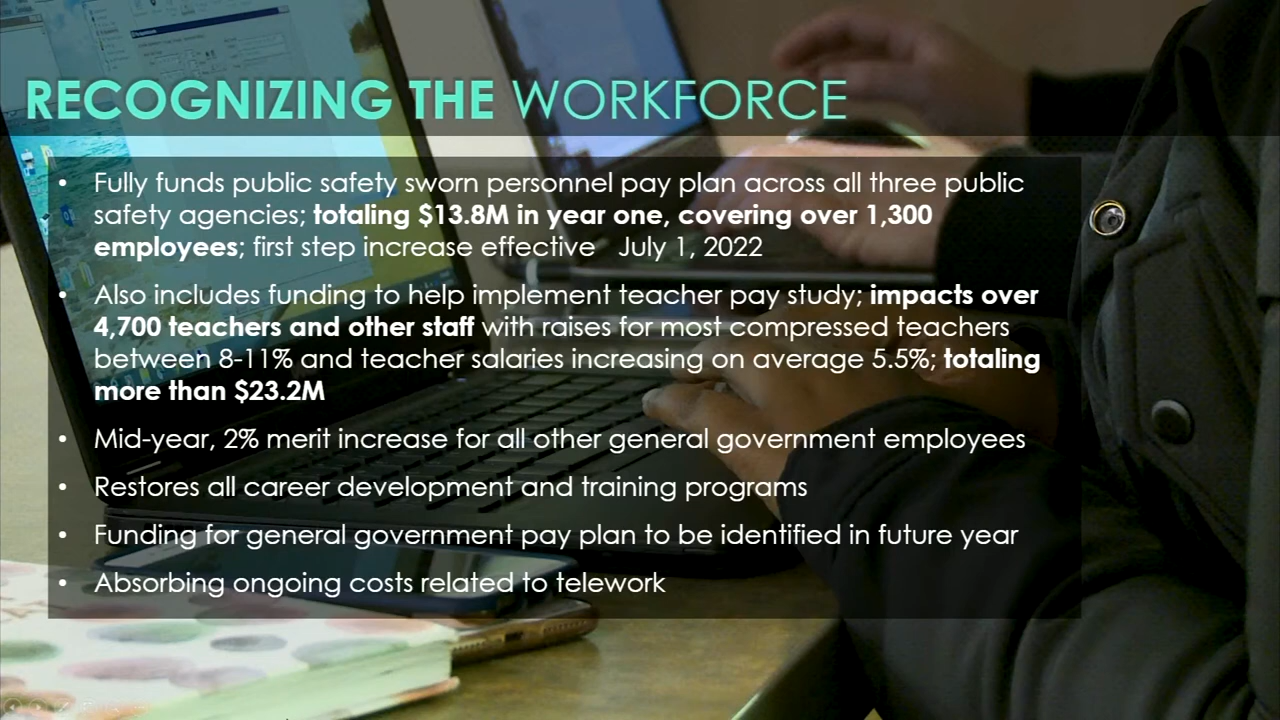 RECOGNIZING THE WORKFORCE
• Fully funds public safety sworn personnel pay plan across all three public
safety agencies; totaling $13.8M in year one, covering over 1,300
employees; first step increase effective   July 1, 2022
• Also includes funding to help implement teacher pay study; impacts over
4,700 teachers and other staff with raises for most compressed teachers
between 8-11% and teacher salaries increasing on average 5.5%; totaling
more than $23.2M
• Mid-year, 2% merit increase for all other general government employees
• Restores all career development and training programs
• Funding for general government pay plan to be identified in future year
• Absorbing ongoing costs related to telework